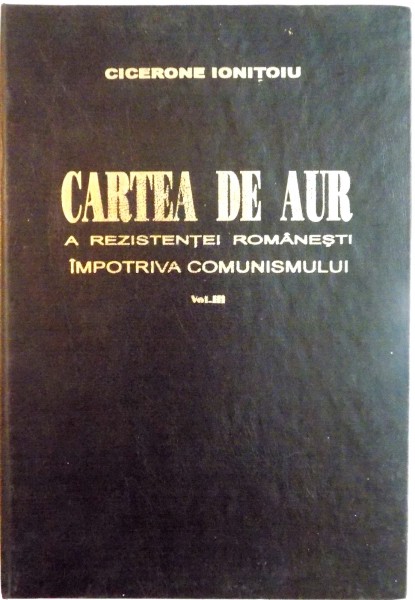 CICERONE IONIȚOIU
CARTEA DE AUR
A REZISTENȚEI ROMÂNEȘTI
ÎMPOTRIVA COMUNISMULUI
Vol.III